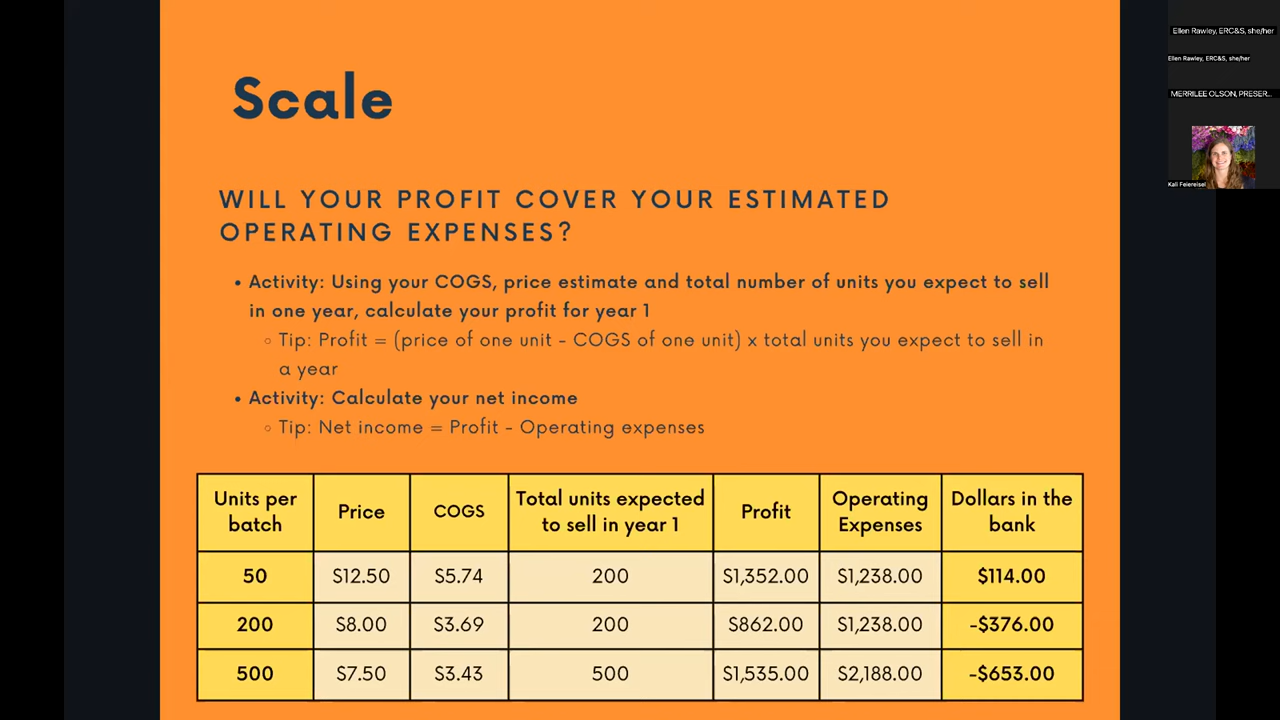 Scale
WILL YOUR PROFIT COVER YOUR ESTIMATED
OPERATING EXPENSES?
• Activity: Using your COGS, price estimate and total number of units you expect to sell
in one year, calculate your profit for year 1
◦ Tip: Profit = (price of one unit - COGS of one unit) x total units you expect to sell in
a year
• Activity: Calculate your net income
◦ Tip: Net income = Profit - Operating expenses
Units per batch Price COGS Total units expected to sell in year 1 Profit Operating Expenses Dollars in the bank
50 $12.50 $5.74 200 $1,352.00 $1,238.00 $114.00
200 $8.00 $3.69 200 $862.00 $1,238.00 -$376.00
500 $7.50 $3.43 500 $1,535.00 $2,188.00 -$653.00
Ellen Rawley, ERC&S, she/her
Ellen Rawley, ERC&S, she/her
MERRILEE OLSON, PRESER...
Kali Feiereisel